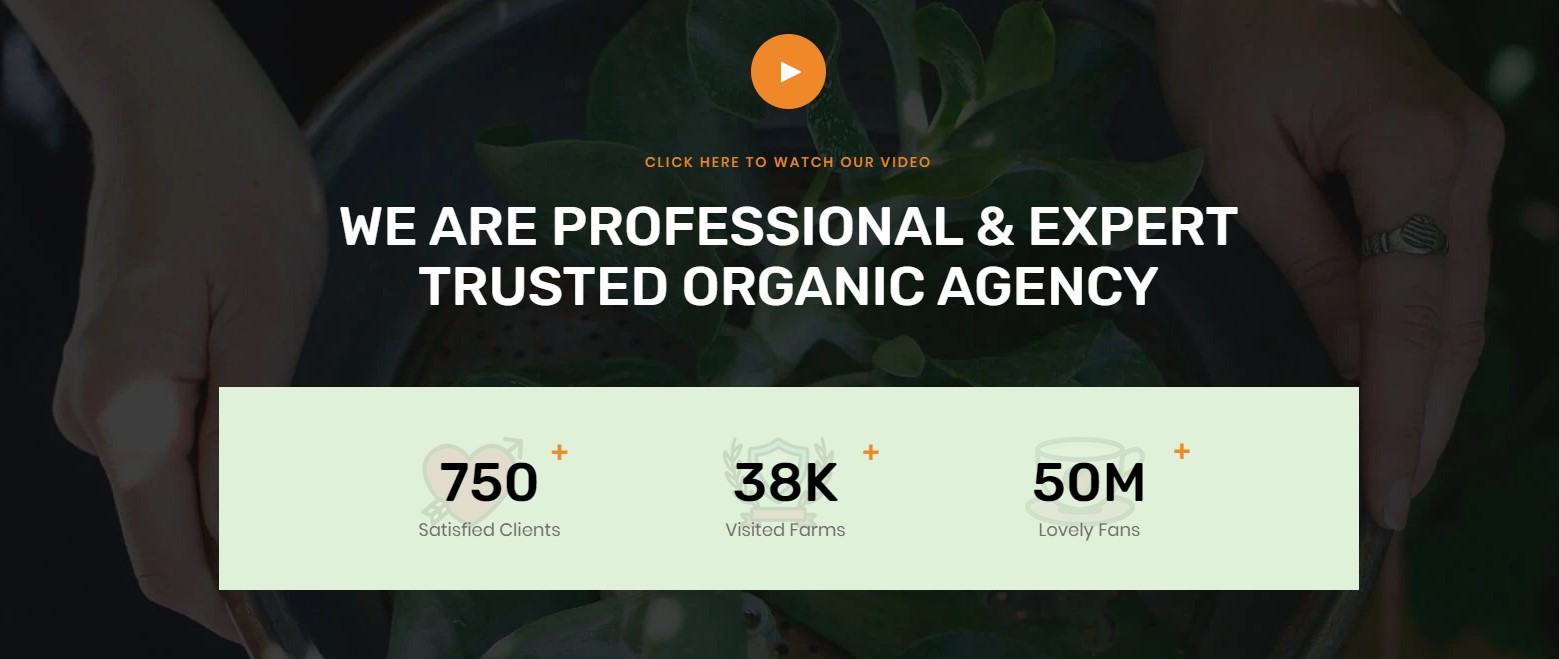 CLICK HERE TO WATCH OUR VIDEO
WE ARE PROFESSIONAL & EXPERT
TRUSTED ORGANIC AGENCY
750 +
Satisfied Clients
38K +
Visited Farms
50M +
Lovely Fans